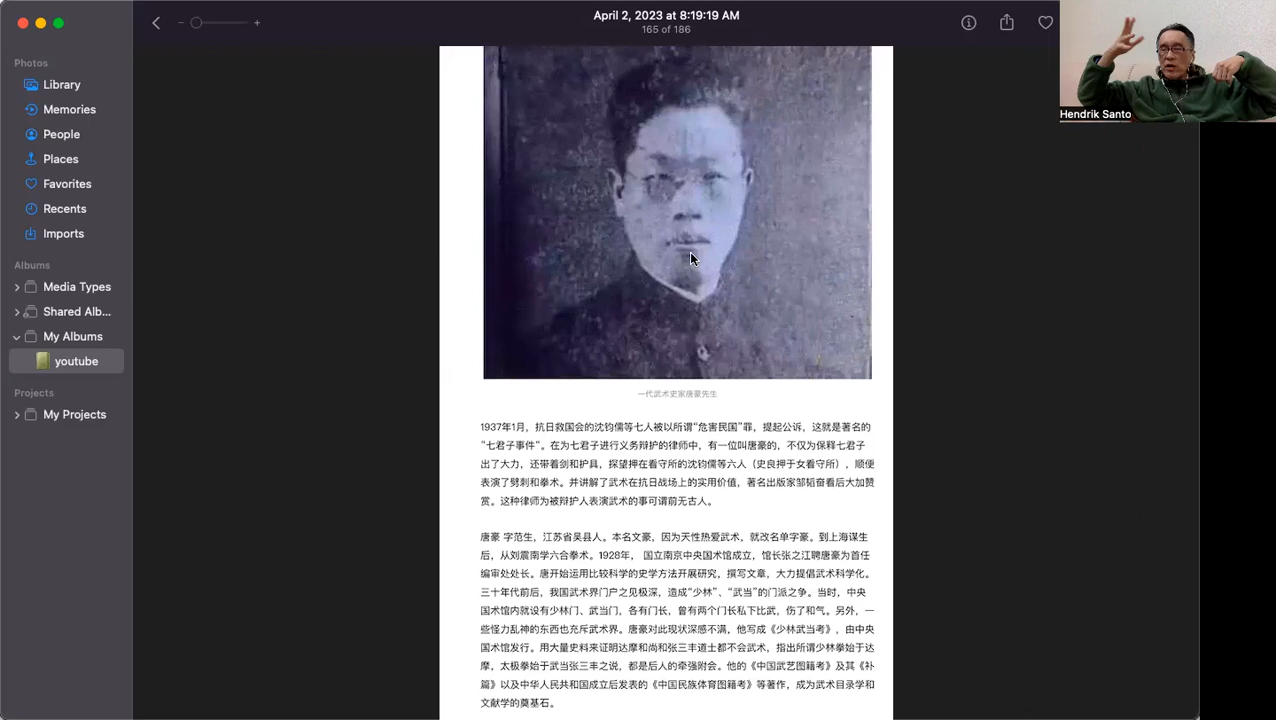 April 2, 2023 at 8:19:19 AM
165 of 186
Photos
Library
Memories
People
Places
Favorites
Recents
Imports
Albums
Media Types
Shared Alb...
My Albums
youtube
Projects
My Projects
Hendrik Santo
一代武术史家唐豪先生
1937年1月，抗日救国会的沈钧儒等七人被以所谓“危害民国”罪，提起公诉，这就是著名的
“七君子事件“。在为七君子进行义务辩护的律师中，有一位叫唐豪的，不仅为保释七君子
出了大力，还带着剑和护具，探望押在看守所的沈钧儒等六人（史良押于女看守所），顺便
表演了劈刺和拳术。并讲解了武术在抗日战场上的实用价值，著名出版家邹韬奋看后大加赞
赏。这种律师为被辩护人表演武术的事可谓前无古人。
唐豪 字范生，江苏省吴县人。本名文豪，因为天性热爱武术，就改名单字豪。到上海谋生
后，从刘震南学六合拳术。1928年， 国立南京中央国术馆成立，馆长张之江聘唐豪为首任
编审处处长。唐开始运用比较科学的史学方法开展研究，撰写文章，大力提倡武术科学化。
三十年代前后，我国武术界门户之见极深，造成“少林”、“武当”的门派之争。当时，中央
国术馆内就设有少林门、武当门，各有门长，曾有两个门长私下比武，伤了和气。另外，一
些怪力乱神的东西也充斥武术界。唐豪对此现状深感不满，他写成《少林武当考》，由中央
国术馆发行。用大量史料来证明达摩和尚和张三丰道士都不会武术，指出所谓少林拳始于达
摩，太极拳始于武当张三丰之说，都是后人的牵强附会。他的《中国武艺图籍考》及其《补
篇》以及中华人民共和国成立后发表的《中国民族体育图籍考》等著作，成为武术目录学和
文献学的奠基石。